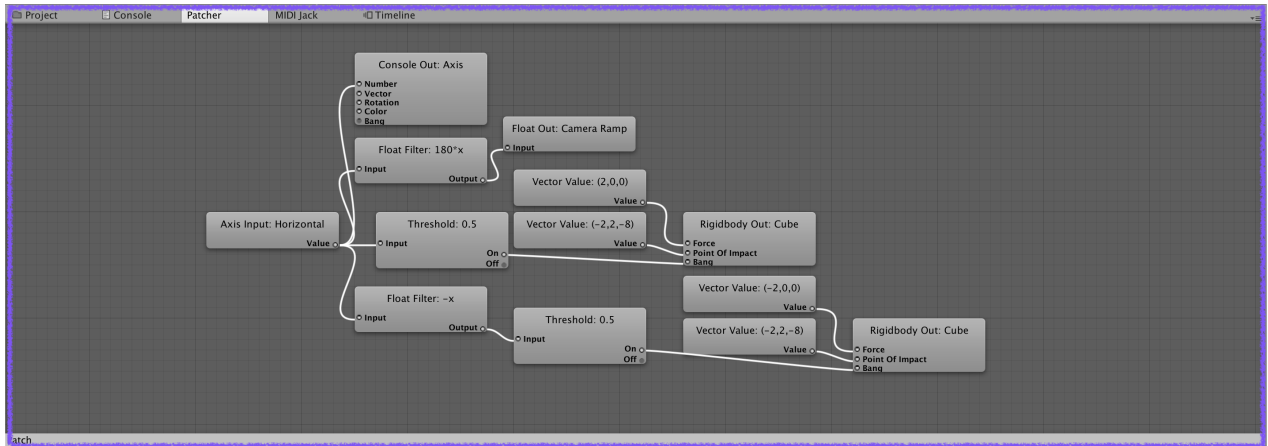 Project
Console
Patcher
MIDI Jack
Timeline
Console Out: Axis
Number
Vector
Rotation
Color
Bang
Float Filter: 180*x
Input
Output
Float Out: Camera Ramp
Input
Vector Value: (2,0,0)
Value
Axis Input: Horizontal
Value
Threshold: 0.5
Input
On
Off
Vector Value: (-2,2,-8)
Value
Rigidbody Out: Cube
Force
Point Of Impact
Bang
Float Filter: -x
Input
Output
Threshold: 0.5
Input
On
Off
Vector Value: (-2,0,0)
Value
Vector Value: (-2,2,-8)
Value
Rigidbody Out: Cube
Force
Point Of Impact
Bang
atch